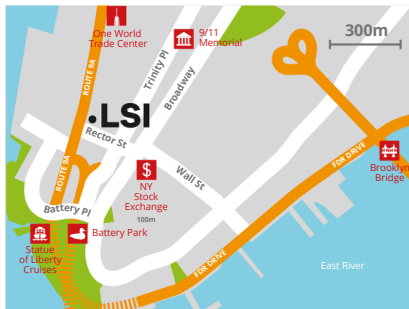 One World
Trade Center
9/11
Memorial
300m
ROUTE 9A
Trinity Pl
Broadway
LSI
Rector St
FDR DRIVE
Brooklyn
Bridge
ROUTE 9A
Wall St
$
NY
Stock
Exchange
100m
Battery Pl
Battery Park
Statue
of Liberty
Cruises
FDR DRIVE
East River